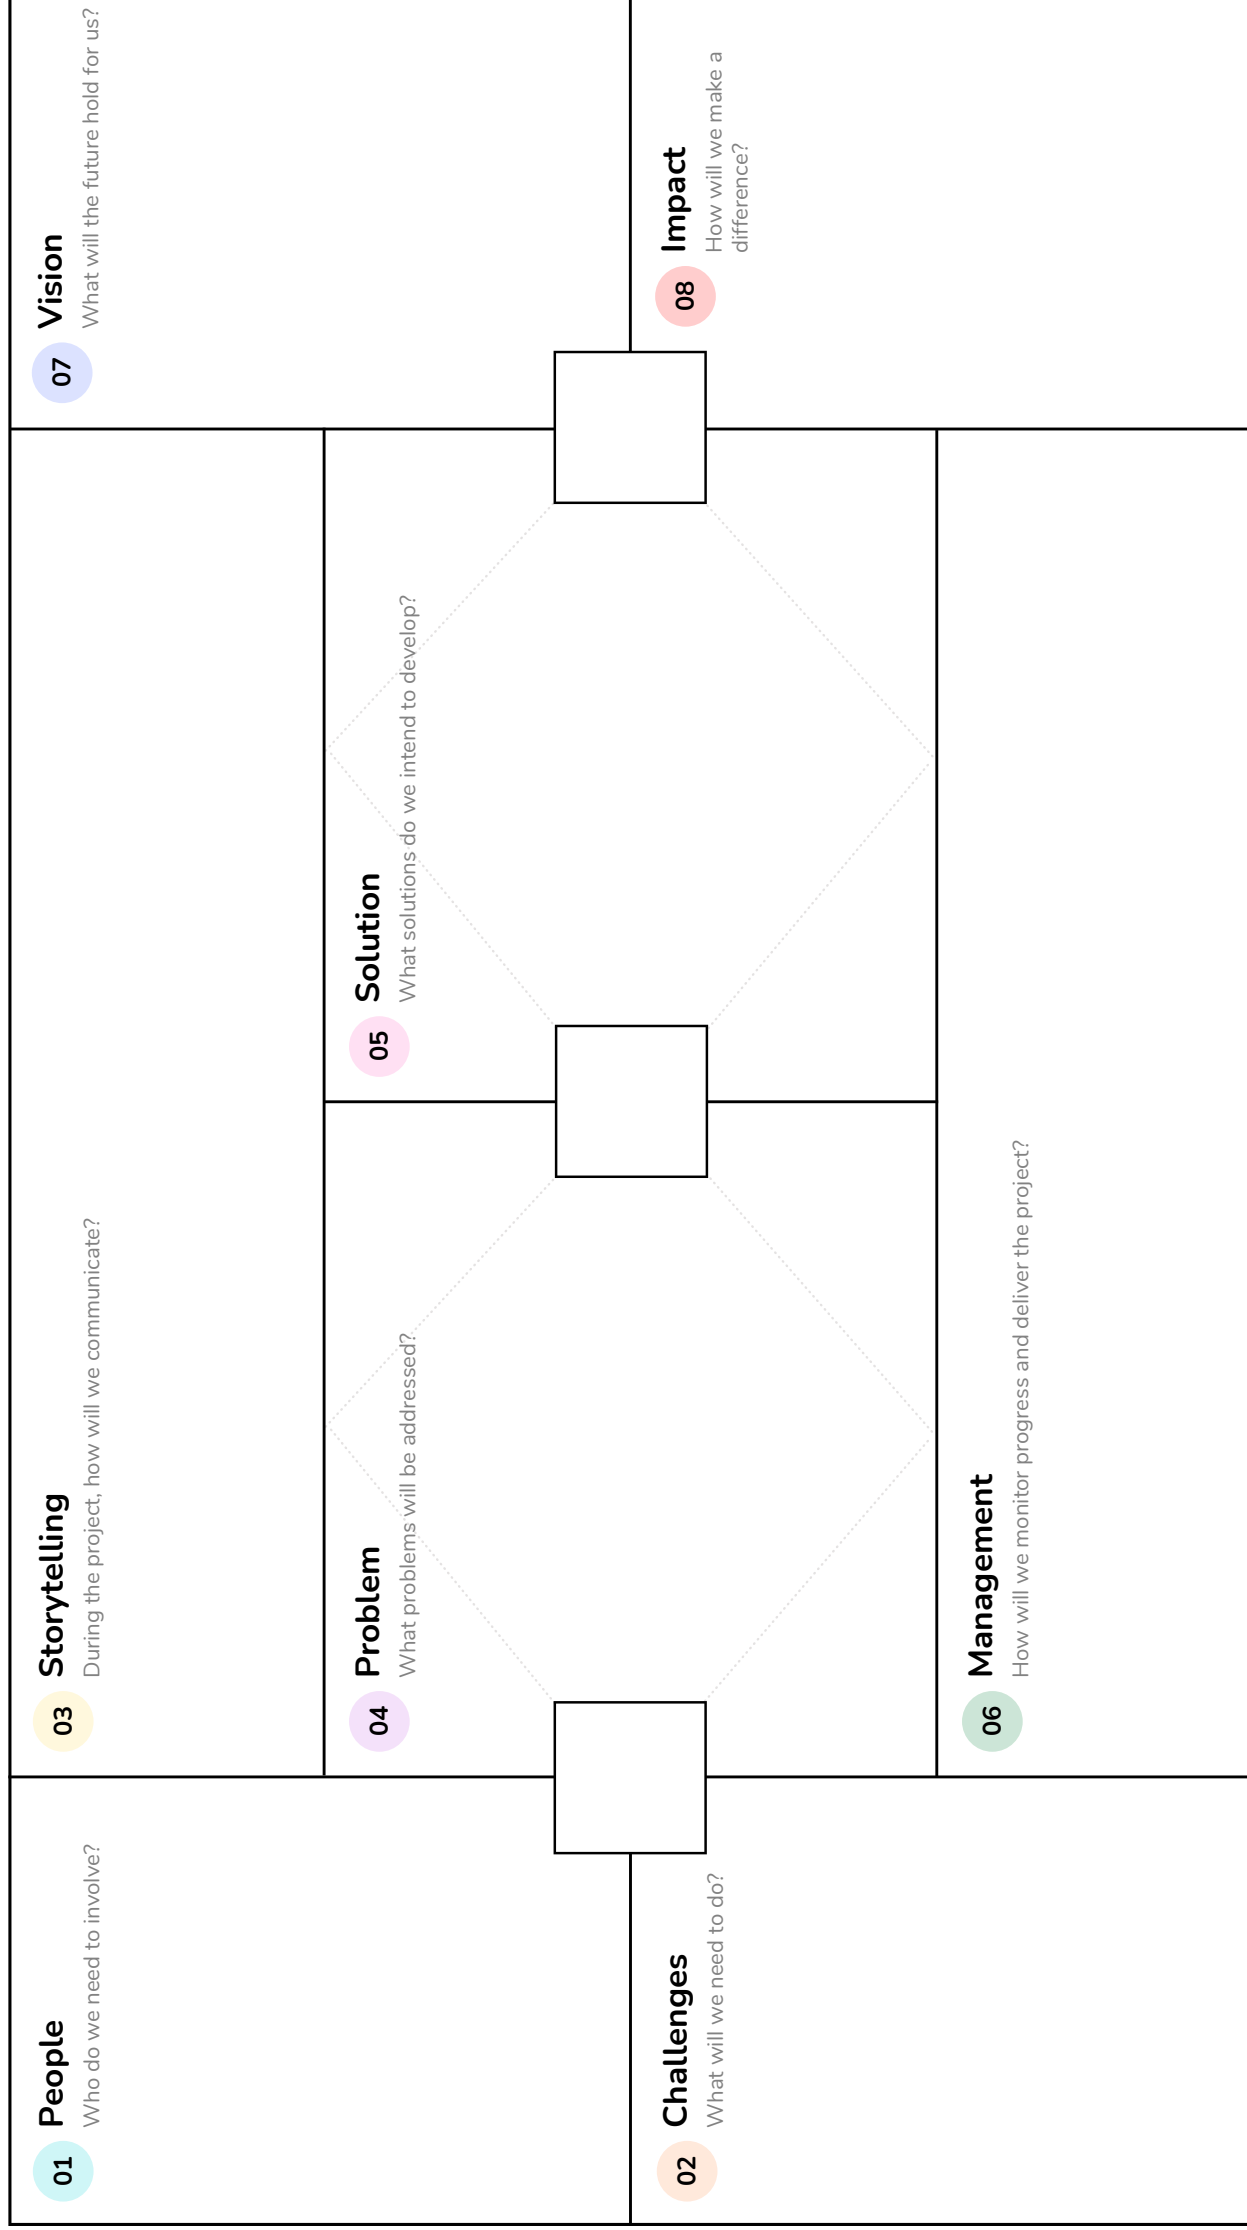 01
People
Who do we need to involve?
02
Challenges
What will we need to do?
03
Storytelling
During the project, how will we communicate?
04
Problem
What problems will be addressed?
05
Solution
What solutions do we intend to develop?
06
Management
How will we monitor progress and deliver the project?
07
Vision
What will the future hold for us?
08
Impact
How will we make a
difference?